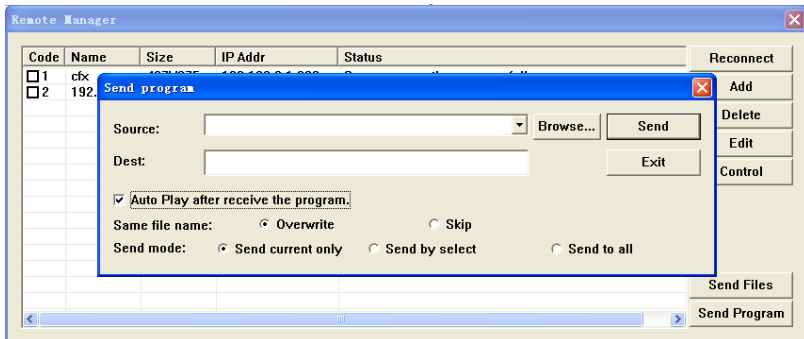 Remote Manager
Code Name Size IP Addr Status
Reconnect
1 cfx
2 192.
Add
Send program
Delete
Source: Browse... Send
Edit
Dest: Exit
Control
Auto Play after receive the program.
Same file name: Overwrite Skip
Send mode: Send current only Send by select Send to all
Send Files
Send Program